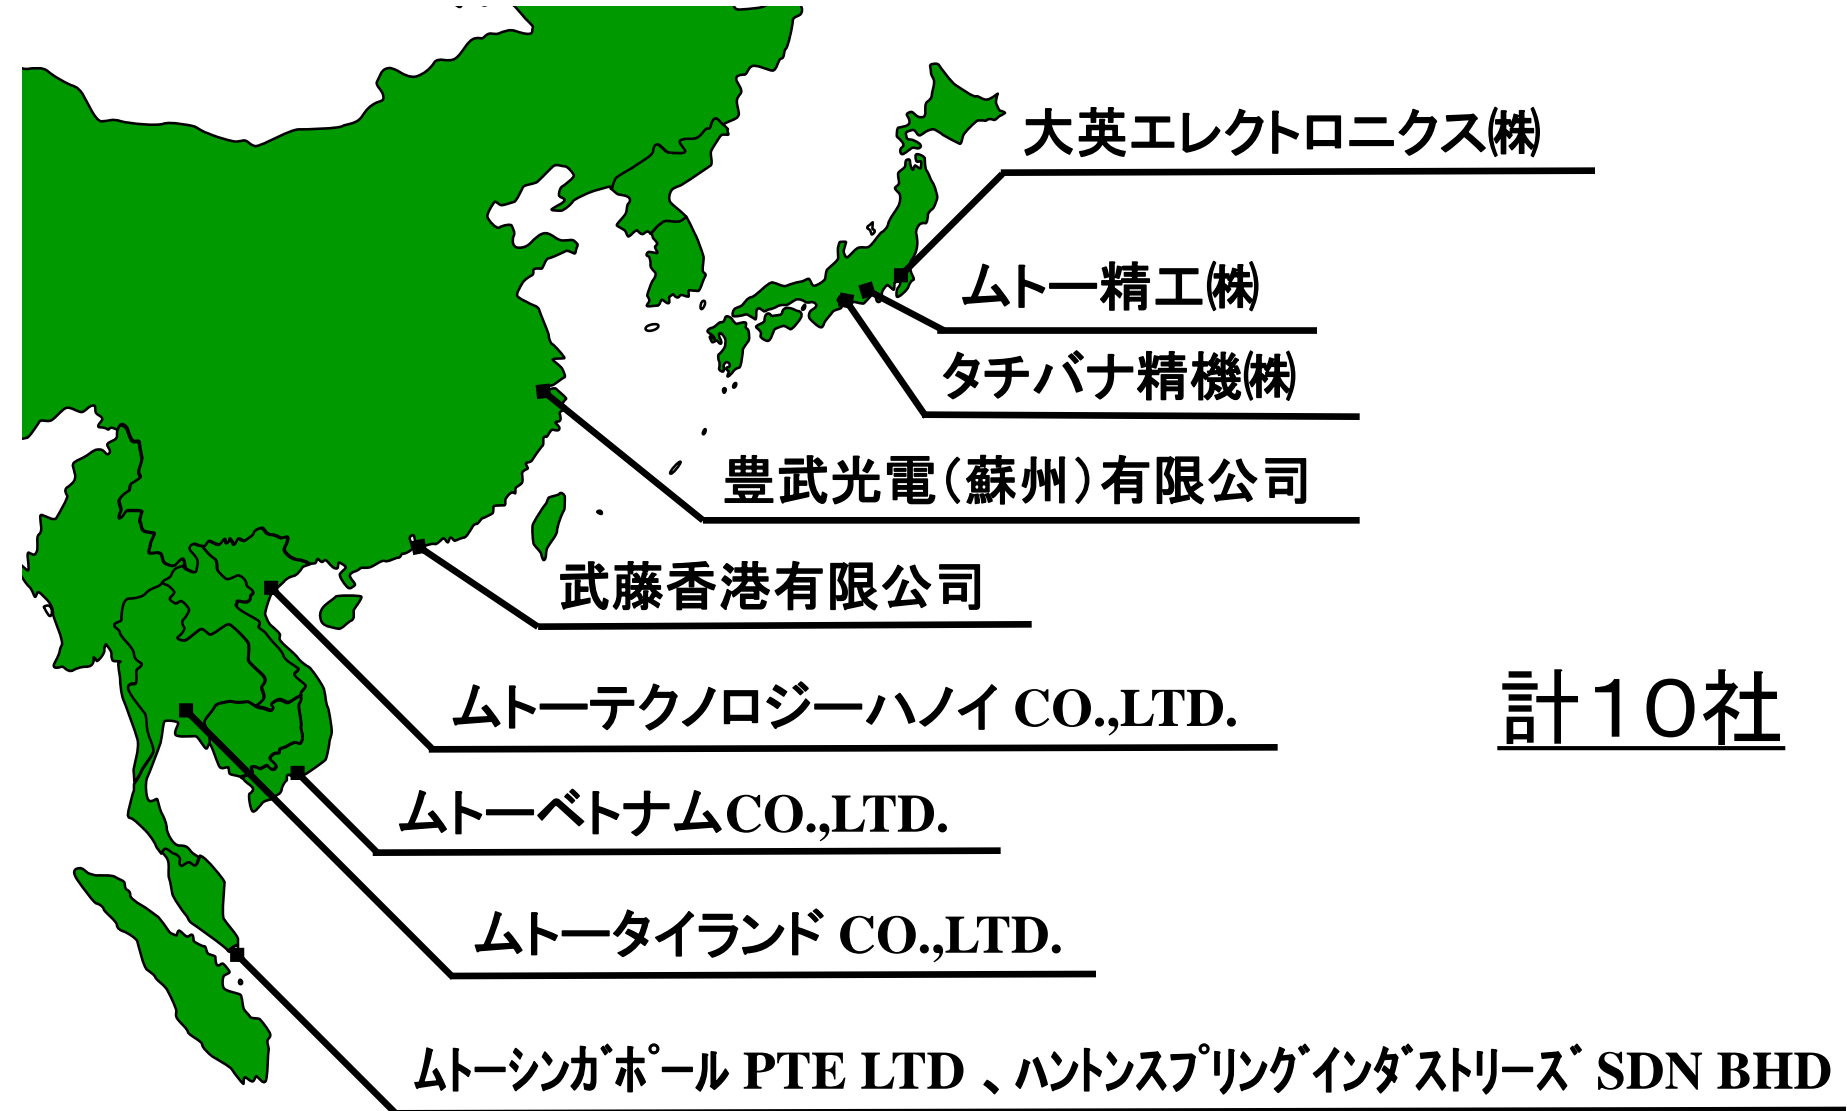 大英エレクトロニクス㈱
ムトー精工㈱
タチバナ精機㈱
豊武光電（蘇州）有限公司
武藤香港有限公司
ムトーテクノロジーハノイ CO.,LTD.
計１０社
ムトーベトナムCO.,LTD.
ムトータイランド CO.,LTD.
ﾑﾄｰｼﾝｶﾞﾎﾟｰﾙ PTE LTD 、ﾊﾝﾄﾝｽﾌﾟﾘﾝｸﾞｲﾝﾀﾞｽﾄﾘｰｽﾞ SDN BHD